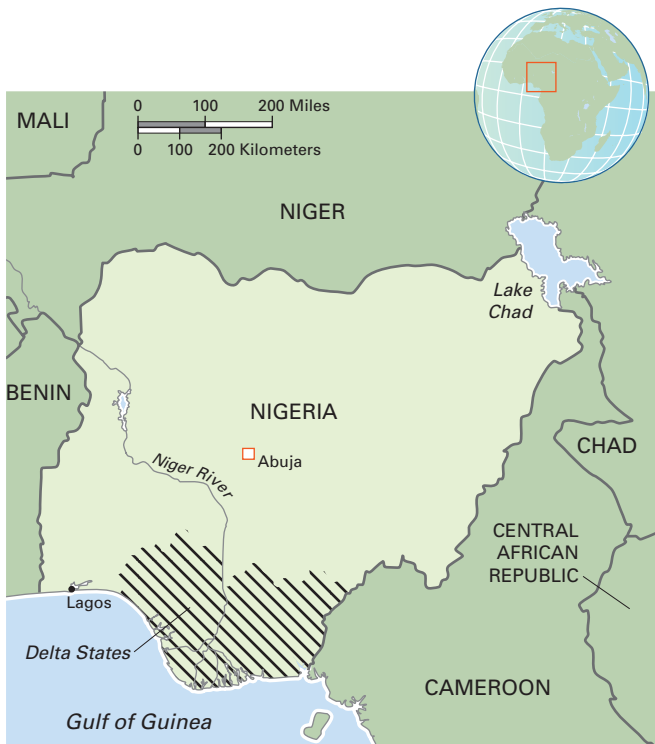 0 100 200 Miles
0 100 200 Kilometers
MALI
NIGER
Lake
Chad
BENIN
NIGERIA
CHAD
Abuja
Niger River
CENTRAL
AFRICAN
REPUBLIC
Lagos
Delta States
CAMEROON
Gulf of Guinea